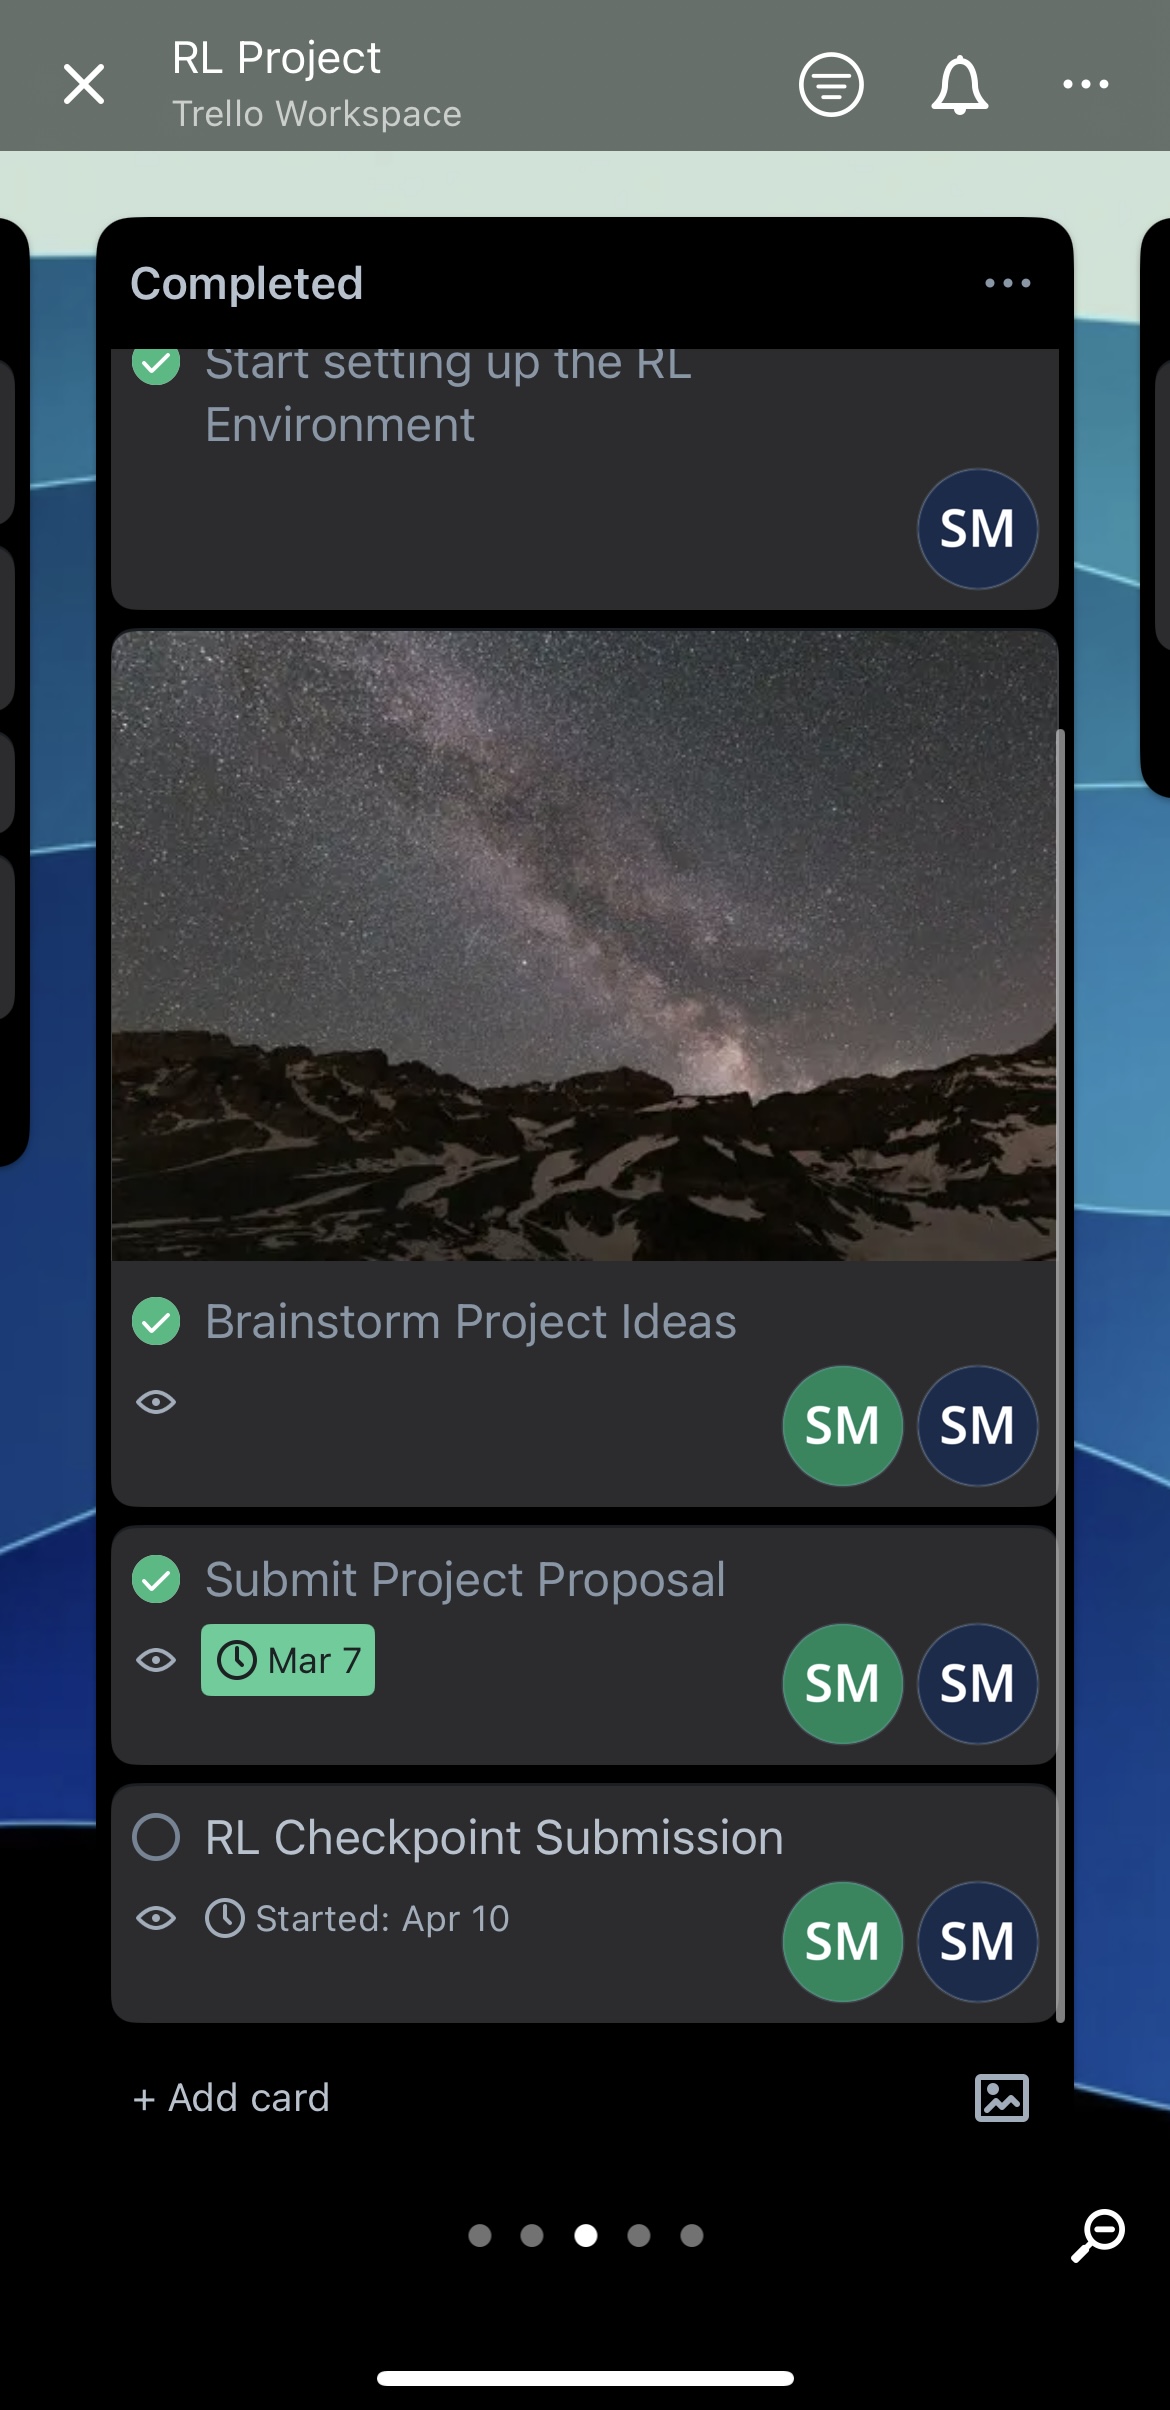 RL Project
Trello Workspace
Completed
Start setting up the RL
Environment
SM
Brainstorm Project Ideas
SM SM
Submit Project Proposal
Mar 7
SM SM
RL Checkpoint Submission
Started: Apr 10
SM SM
+ Add card